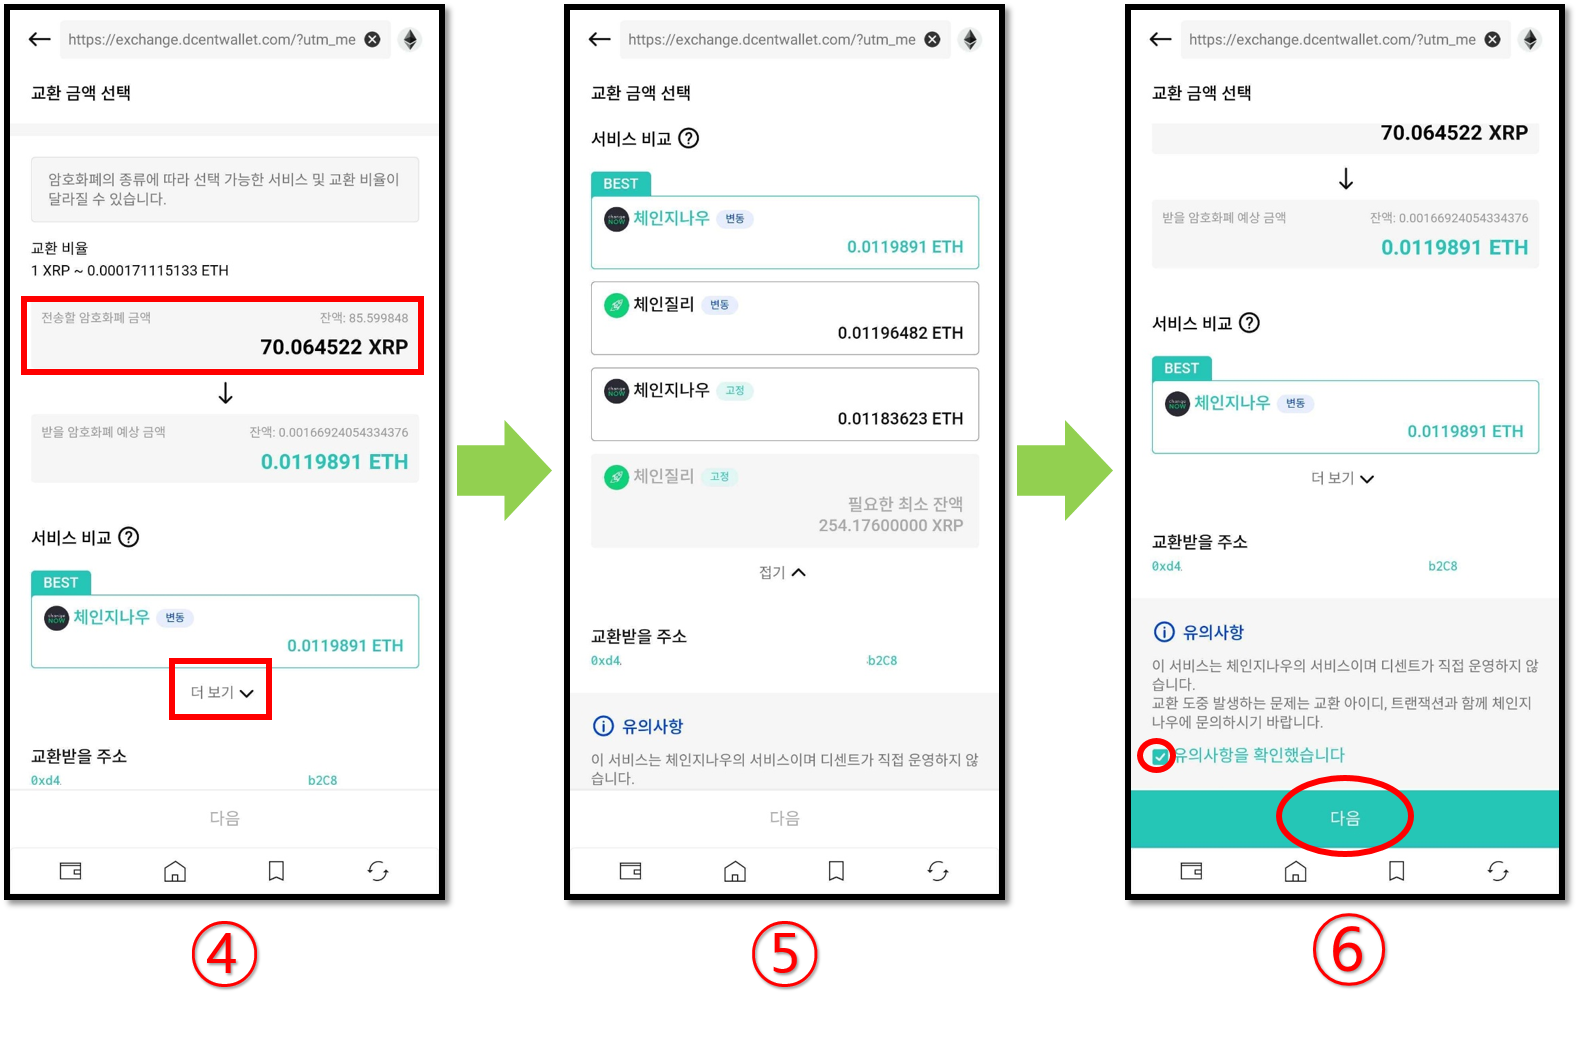 https://exchange.dcentwallet.com/?utm_me
교환 금액 선택
암호화폐의 종류에 따라 선택 가능한 서비스 및 교환 비율이
달라질 수 있습니다.
교환 비율
1 XRP ~ 0.000171115133 ETH
전송할 암호화폐 금액 잔액: 85.599848
70.064522 XRP
받을 암호화폐 예상 금액 잔액: 0.00166924054334376
0.0119891 ETH
서비스 비교 ?
BEST
change NOW 체인지나우 변동
0.0119891 ETH
더 보기
교환받을 주소
0xd4. b2C8
다음
④
https://exchange.dcentwallet.com/?utm_me
교환 금액 선택
서비스 비교 ?
BEST
change NOW 체인지나우 변동
0.0119891 ETH
체인질리 변동
0.01196482 ETH
change NOW 체인지나우 고정
0.01183623 ETH
체인질리 고정
필요한 최소 잔액
254.17600000 XRP
접기
교환받을 주소
0xd4. b2C8
유의사항
이 서비스는 체인지나우의 서비스이며 디센트가 직접 운영하지 않
습니다.
다음
⑤
https://exchange.dcentwallet.com/?utm_me
교환 금액 선택
70.064522 XRP
받을 암호화폐 예상 금액 잔액: 0.00166924054334376
0.0119891 ETH
서비스 비교 ?
BEST
change NOW 체인지나우 변동
0.0119891 ETH
더 보기
교환받을 주소
0xd4. b2C8
유의사항
이 서비스는 체인지나우의 서비스이며 디센트가 직접 운영하지 않
습니다.
교환 도중 발생하는 문제는 교환 아이디, 트랜잭션과 함께 체인지
나우에 문의하시기 바랍니다.
유의사항을 확인했습니다
다음
⑥